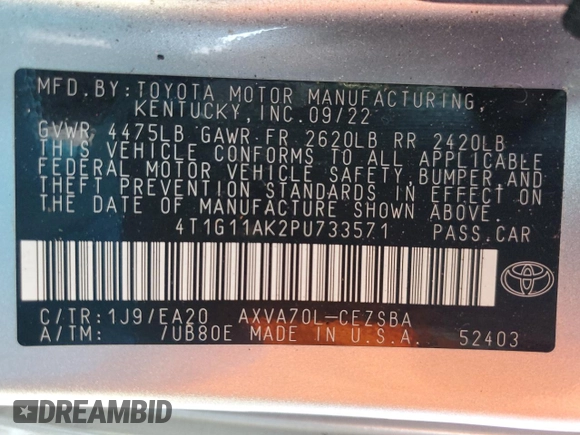 MFD.BY:TOYOTA MOTOR MANUFACTURING,
KENTUCKY,INC.09/22
GVWR 4475LB GAWR FR 2620LB RR 2420LB
THIS VEHICLE CONFORMS TO ALL APPLICABLE
FEDERAL MOTOR VEHICLE SAFETY,BUMPER,AND
THEFT PREVENTION STANDARDS IN EFFECT ON
THE DATE OF MANUFACTURE SHOWN ABOVE.
4T1G11AK2PU733571 PASS.CAR
C/TR:1J9/EA20 AXVA70L-CEZSBA
A/TM: /UB80E MADE IN U.S.A. 52403
DREAMBID